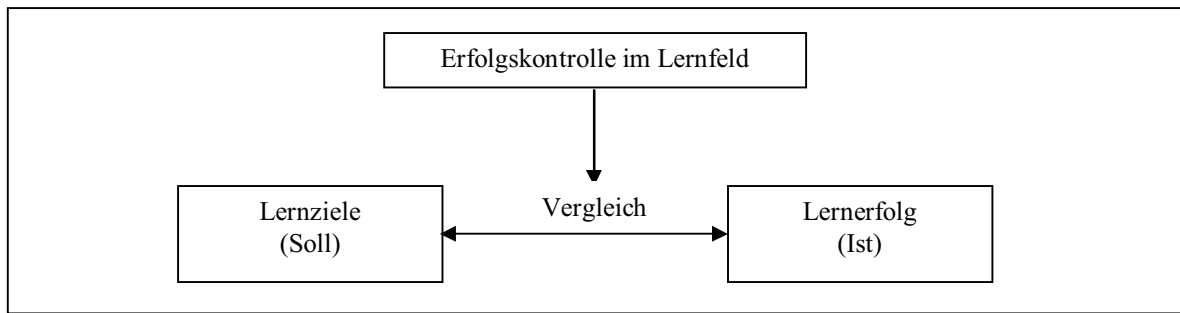 Erfolgskontrolle im Lernfeld
Vergleich
Lernziele
(Soll)
Lernerfolg
(Ist)